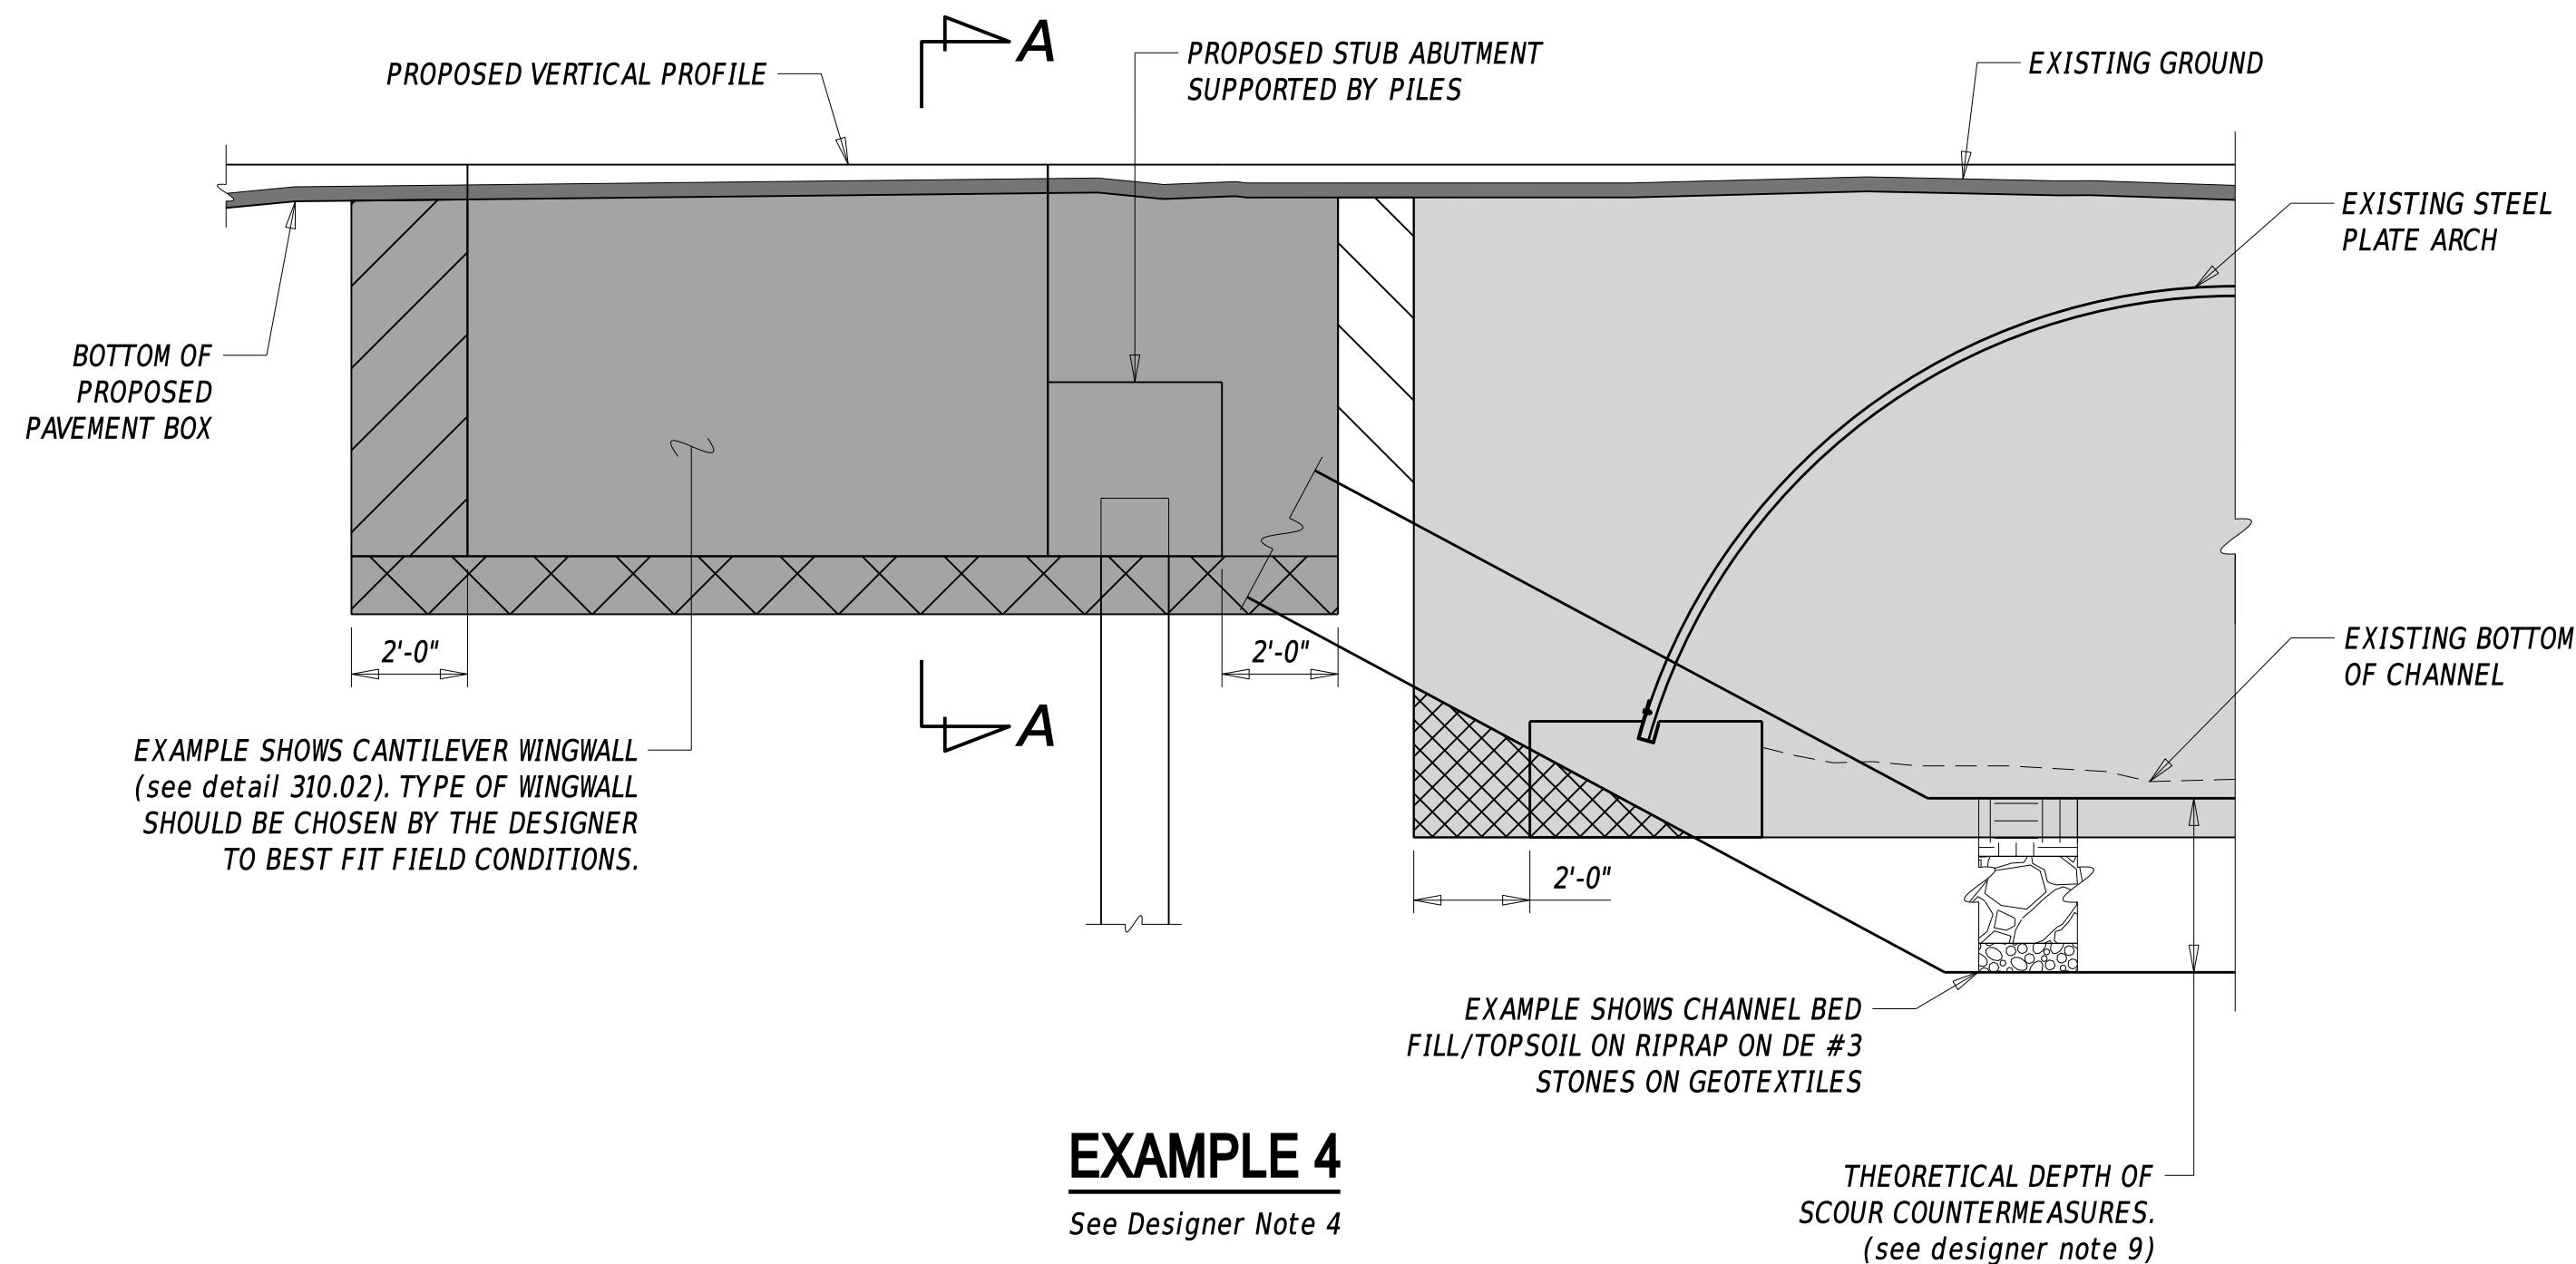 A
PROPOSED VERTICAL PROFILE
PROPOSED STUB ABUTMENT
SUPPORTED BY PILES
EXISTING GROUND
EXISTING STEEL
PLATE ARCH
BOTTOM OF
PROPOSED
PAVEMENT BOX
2'-0"
2'-0"
EXISTING BOTTOM
OF CHANNEL
A
EXAMPLE SHOWS CANTILEVER WINGWALL
(see detail 310.02). TYPE OF WINGWALL
SHOULD BE CHOSEN BY THE DESIGNER
TO BEST FIT FIELD CONDITIONS.
2'-0"
EXAMPLE SHOWS CHANNEL BED
FILL/TOPSOIL ON RIPRAP ON DE #3
STONES ON GEOTEXTILES
EXAMPLE 4
See Designer Note 4
THEORETICAL DEPTH OF
SCOUR COUNTERMEASURES.
(see designer note 9)